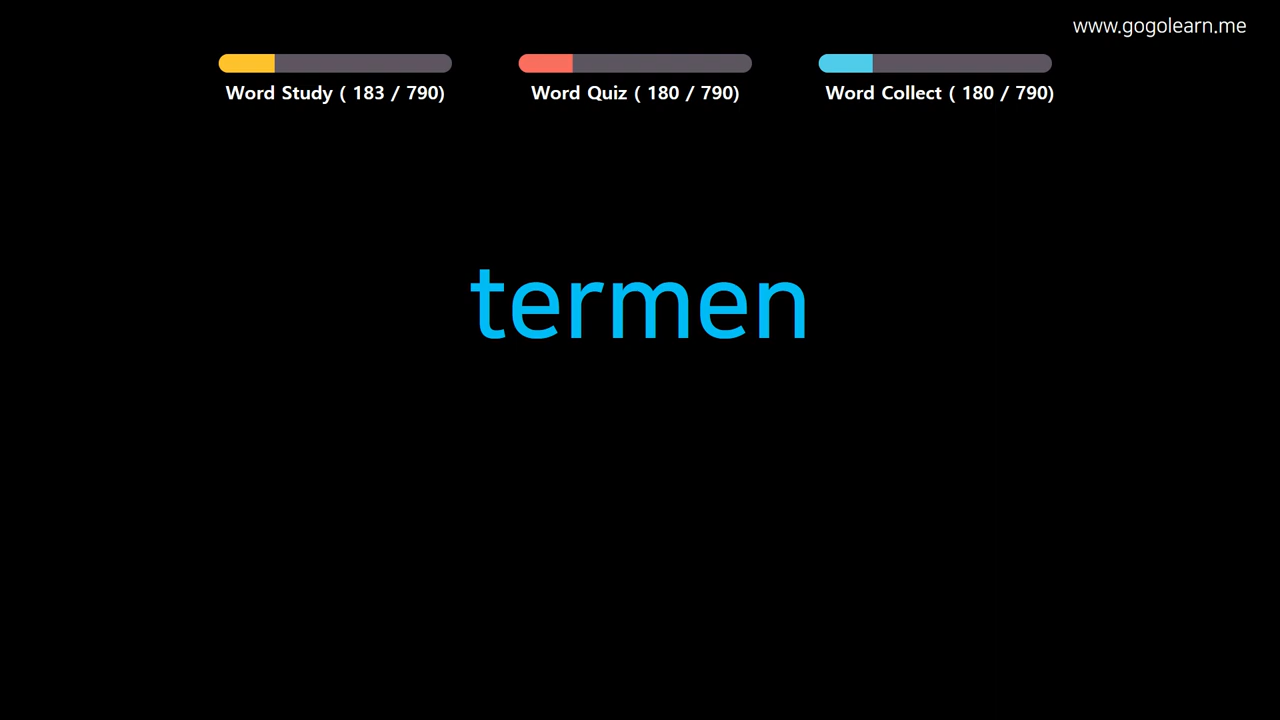 www.gogolearn.me
Word Study ( 183 / 790)
Word Quiz ( 180 / 790)
Word Collect ( 180 / 790)
termen